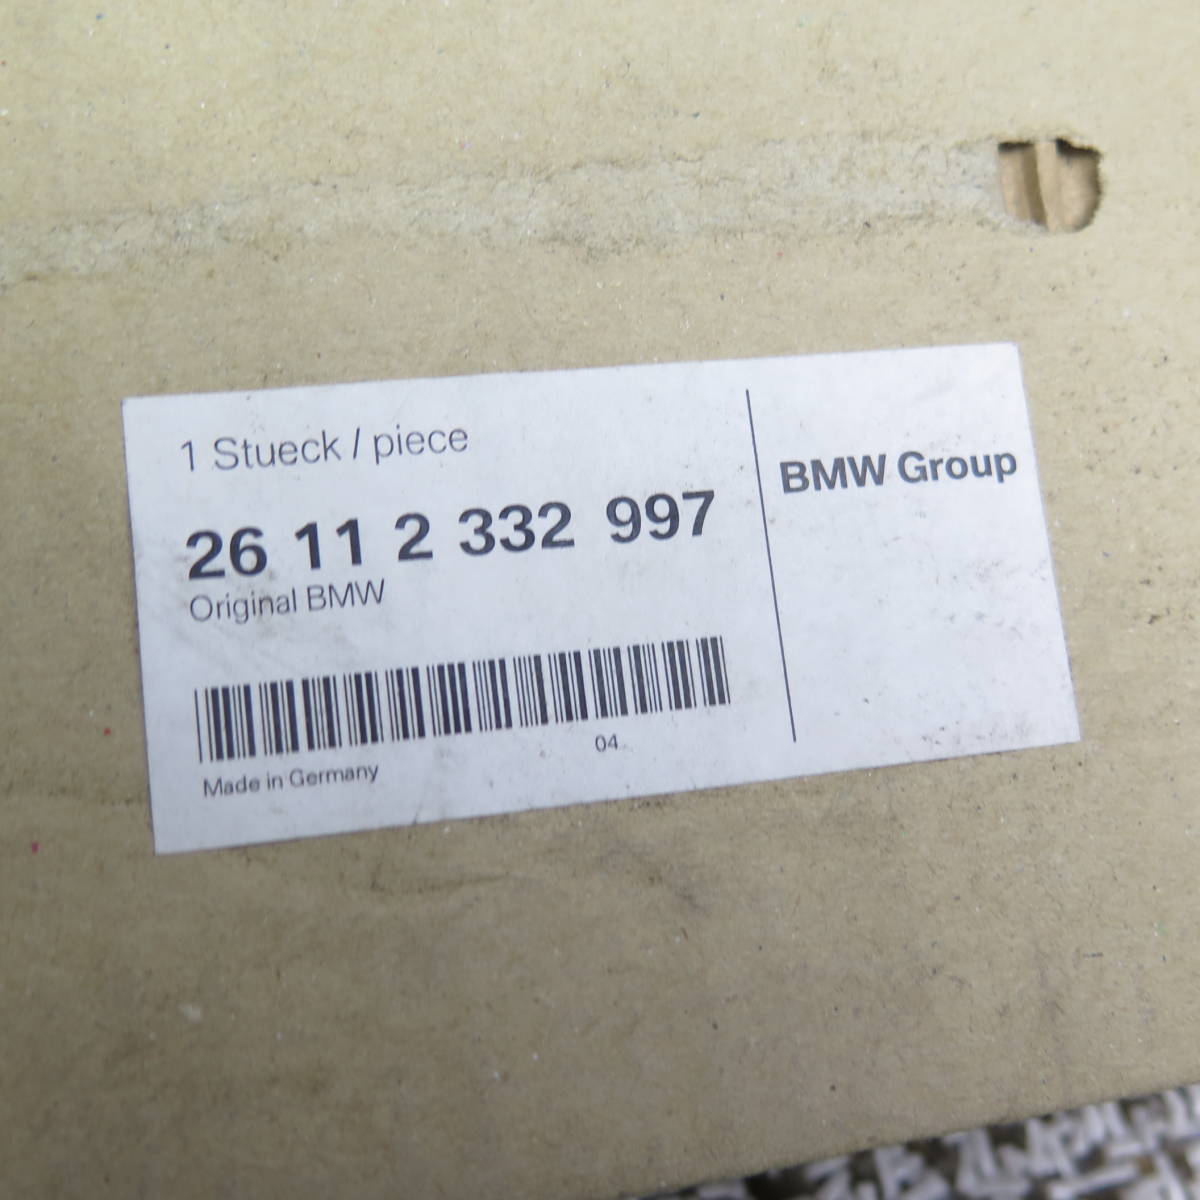 1 Stueck / piece
26 11 2 332 997
Original BMW
04
Made in Germany
BMW Group